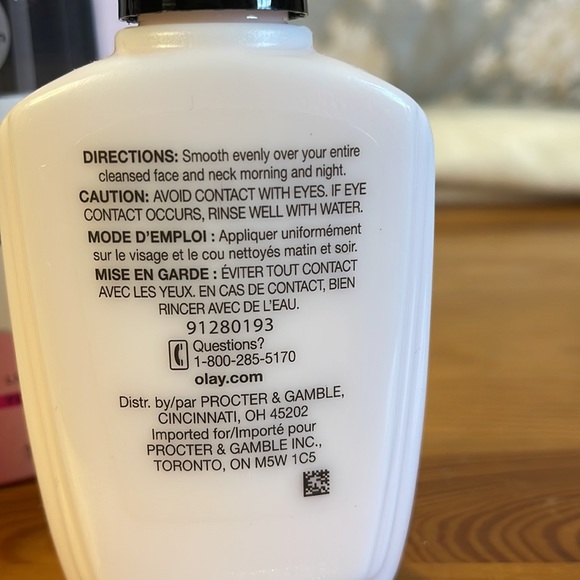 DIRECTIONS: Smooth evenly over your entire
cleansed face and neck morning and night.
CAUTION: AVOID CONTACT WITH EYES. IF EYE
CONTACT OCCURS, RINSE WELL WITH WATER.
MODE D'EMPLOI : Appliquer uniformément
sur le visage et le cou nettoyés matin et soir.
MISE EN GARDE : ÉVITER TOUT CONTACT
AVEC LES YEUX. EN CAS DE CONTACT, BIEN
RINCER AVEC DE L'EAU.
91280193
Questions?
1-800-285-5170
olay.com
Distr. by/par PROCTER & GAMBLE,
CINCINNATI, OH 45202
Imported for/Importé pour
PROCTER & GAMBLE INC.,
TORONTO, ON M5W 1C5